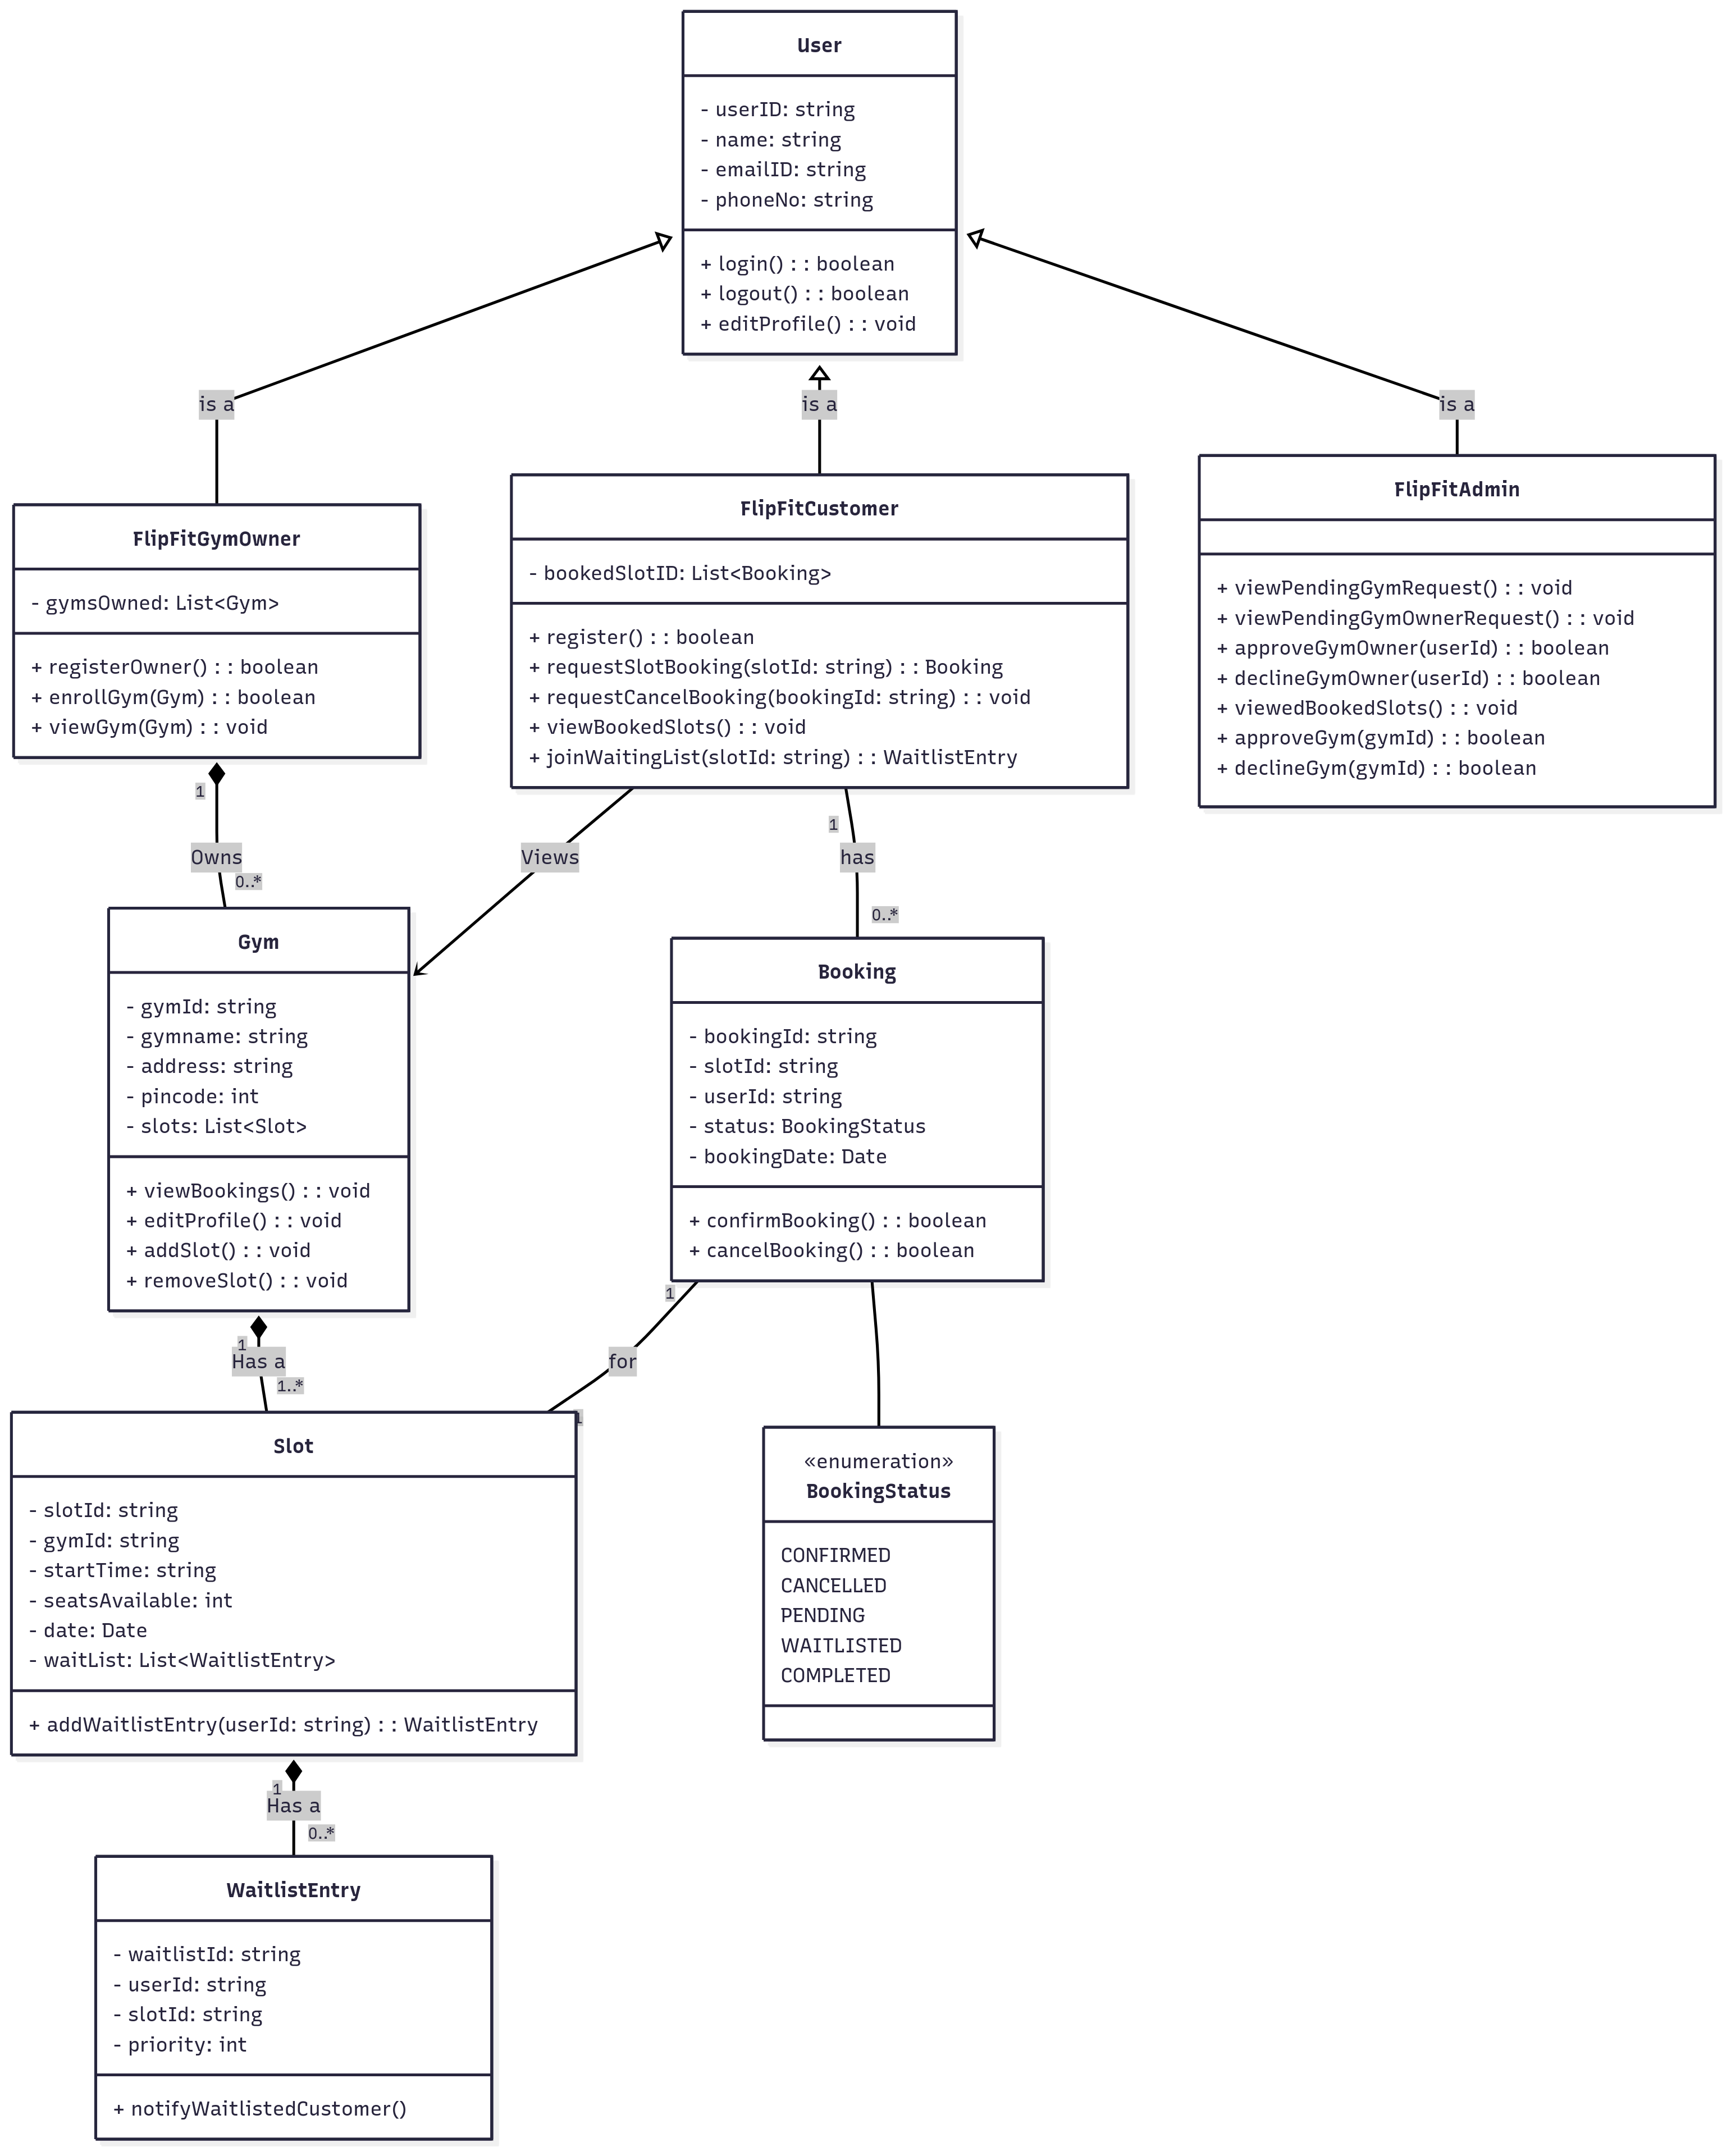 User
- userID: string
- name: string
- emailID: string
- phoneNo: string
+ login() : : boolean
+ logout() : : boolean
+ editProfile() : : void
is a
is a
is a
FlipFitGymOwner
- gymsOwned: List<Gym>
+ registerOwner() : : boolean
+ enrollGym(Gym) : : boolean
+ viewGym(Gym) : : void
FlipFitCustomer
- bookedSlotID: List<Booking>
+ register() : : boolean
+ requestSlotBooking(slotId: string) : : Booking
+ requestCancelBooking(bookingId: string) : : void
+ viewBookedSlots() : : void
+ joinWaitingList(slotId: string) : : WaitlistEntry
FlipFitAdmin
+ viewPendingGymRequest() : : void
+ viewPendingGymOwnerRequest() : : void
+ approveGymOwner(userId) : : boolean
+ declineGymOwner(userId) : : boolean
+ viewedBookedSlots() : : void
+ approveGym(gymId) : : boolean
+ declineGym(gymId) : : boolean
1
Owns
0..*
Views
1
has
0..*
Gym
- gymId: string
- gymname: string
- address: string
- pincode: int
- slots: List<Slot>
+ viewBookings() : : void
+ editProfile() : : void
+ addSlot() : : void
+ removeSlot() : : void
Booking
- bookingId: string
- slotId: string
- userId: string
- status: BookingStatus
- bookingDate: Date
+ confirmBooking() : : boolean
+ cancelBooking() : : boolean
1
Has a
1..*
1
for
1
Slot
- slotId: string
- gymId: string
- startTime: string
- seatsAvailable: int
- date: Date
- waitList: List<WaitlistEntry>
+ addWaitlistEntry(userId: string) : : WaitlistEntry
«enumeration»
BookingStatus
CONFIRMED
CANCELLED
PENDING
WAITLISTED
COMPLETED
1
Has a
0..*
WaitlistEntry
- waitlistId: string
- userId: string
- slotId: string
- priority: int
+ notifyWaitlistedCustomer()